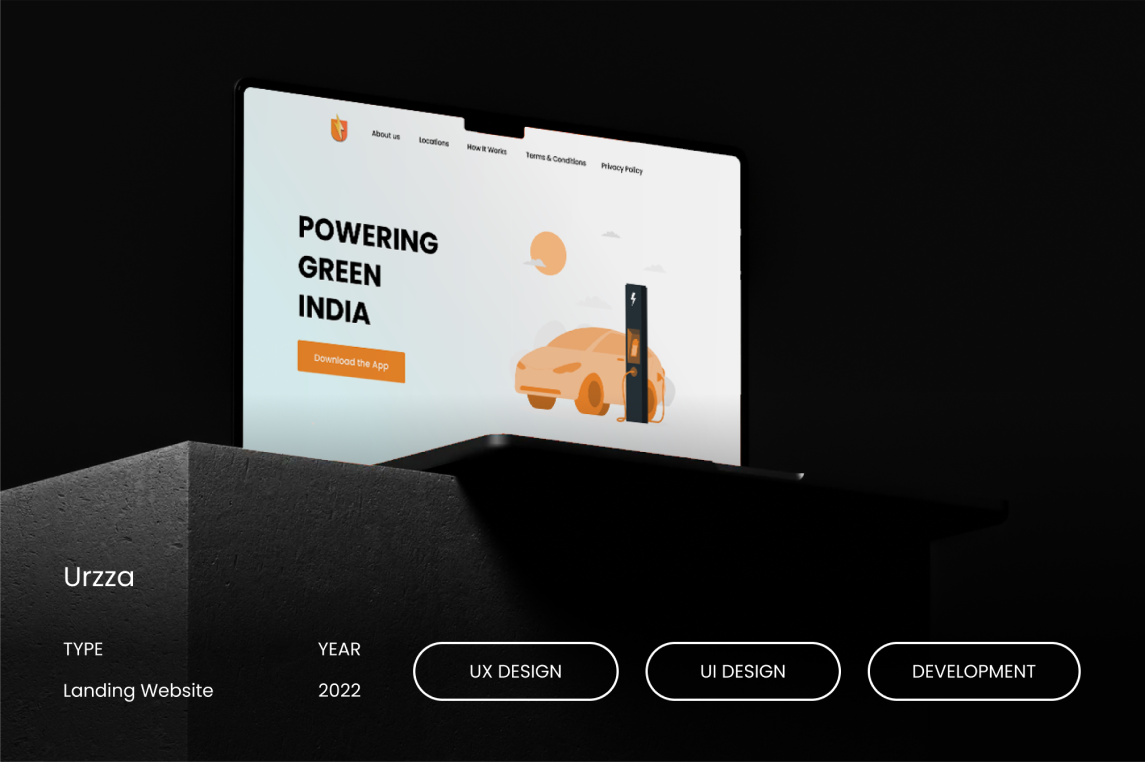 About us
Locations
How It Works
Terms & Conditions
Privacy Policy
POWERING
GREEN
INDIA
Download the App
Urzza
TYPE
YEAR
UX DESIGN
UI DESIGN
DEVELOPMENT
Landing Website
2022